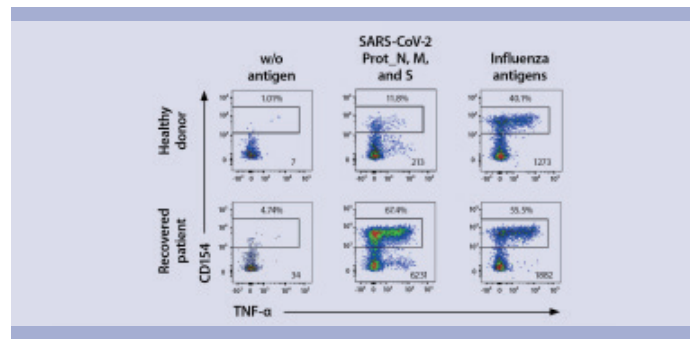 w/o
antigen
SARS-CoV-2
Prot_N, M,
and S
Influenza
antigens
Healthy
donor
1.01%
7
11.8%
213
40.1%
1273
Recovered
patient
4.74%
34
67.4%
6231
55.5%
1882
CD154
TNF-α